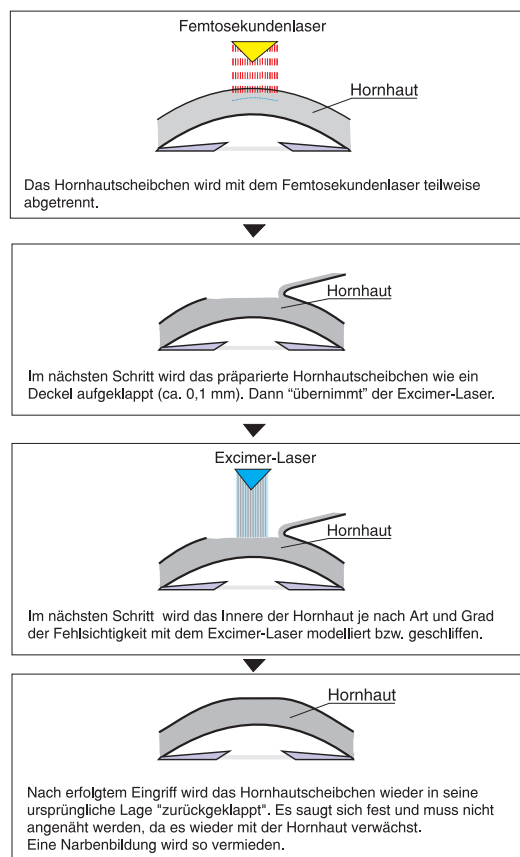 Femtosekundenlaser
Hornhaut
Das Hornhautscheibchen wird mit dem Femtosekundenlaser teilweise
abgetrennt.
Hornhaut
Im nächsten Schritt wird das präparierte Hornhautscheibchen wie ein
Deckel aufgeklappt (ca. 0,1 mm). Dann “übernimmt” der Excimer-Laser.
Excimer-Laser
Hornhaut
Im nächsten Schritt wird das Innere der Hornhaut je nach Art und Grad
der Fehlsichtigkeit mit dem Excimer-Laser modelliert bzw. geschliffen.
Hornhaut
Nach erfolgtem Eingriff wird das Hornhautscheibchen wieder in seine
ursprüngliche Lage "zurückgeklappt". Es saugt sich fest und muss nicht
angenäht werden, da es wieder mit der Hornhaut verwächst.
Eine Narbenbildung wird so vermieden.